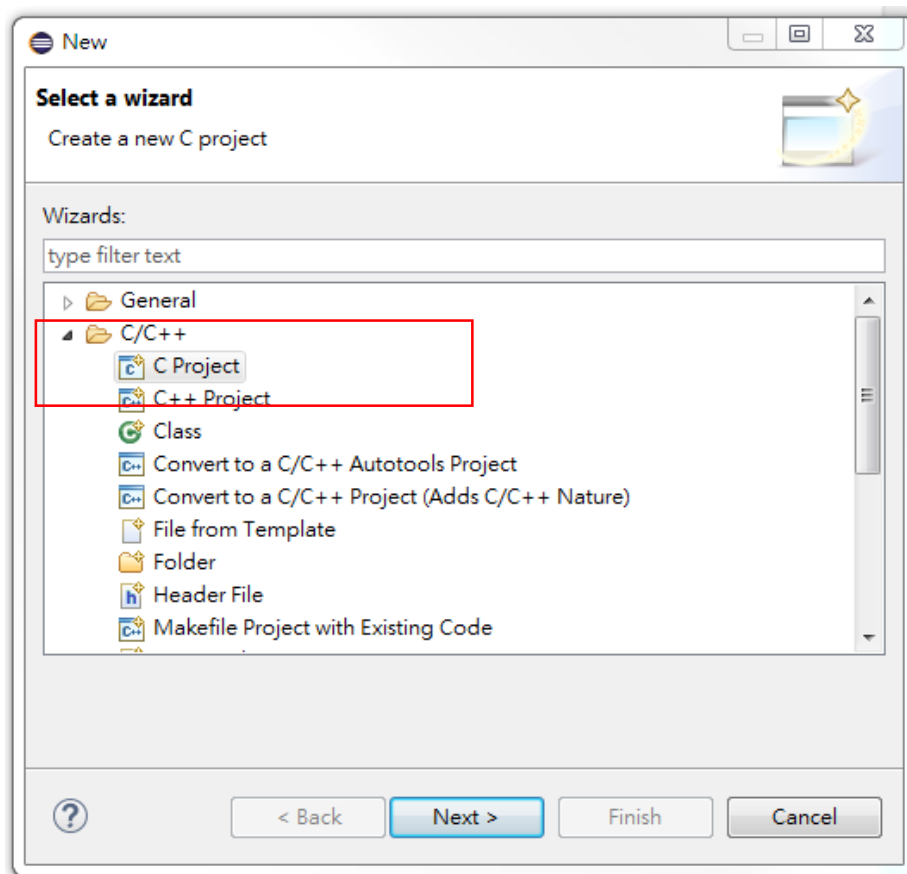 New
Select a wizard
Create a new C project
Wizards:
type filter text
General
C/C++
C Project
C++ Project
Class
Convert to a C/C++ Autotools Project
Convert to a C/C++ Project (Adds C/C++ Nature)
File from Template
Folder
Header File
Makefile Project with Existing Code
< Back Next > Finish Cancel